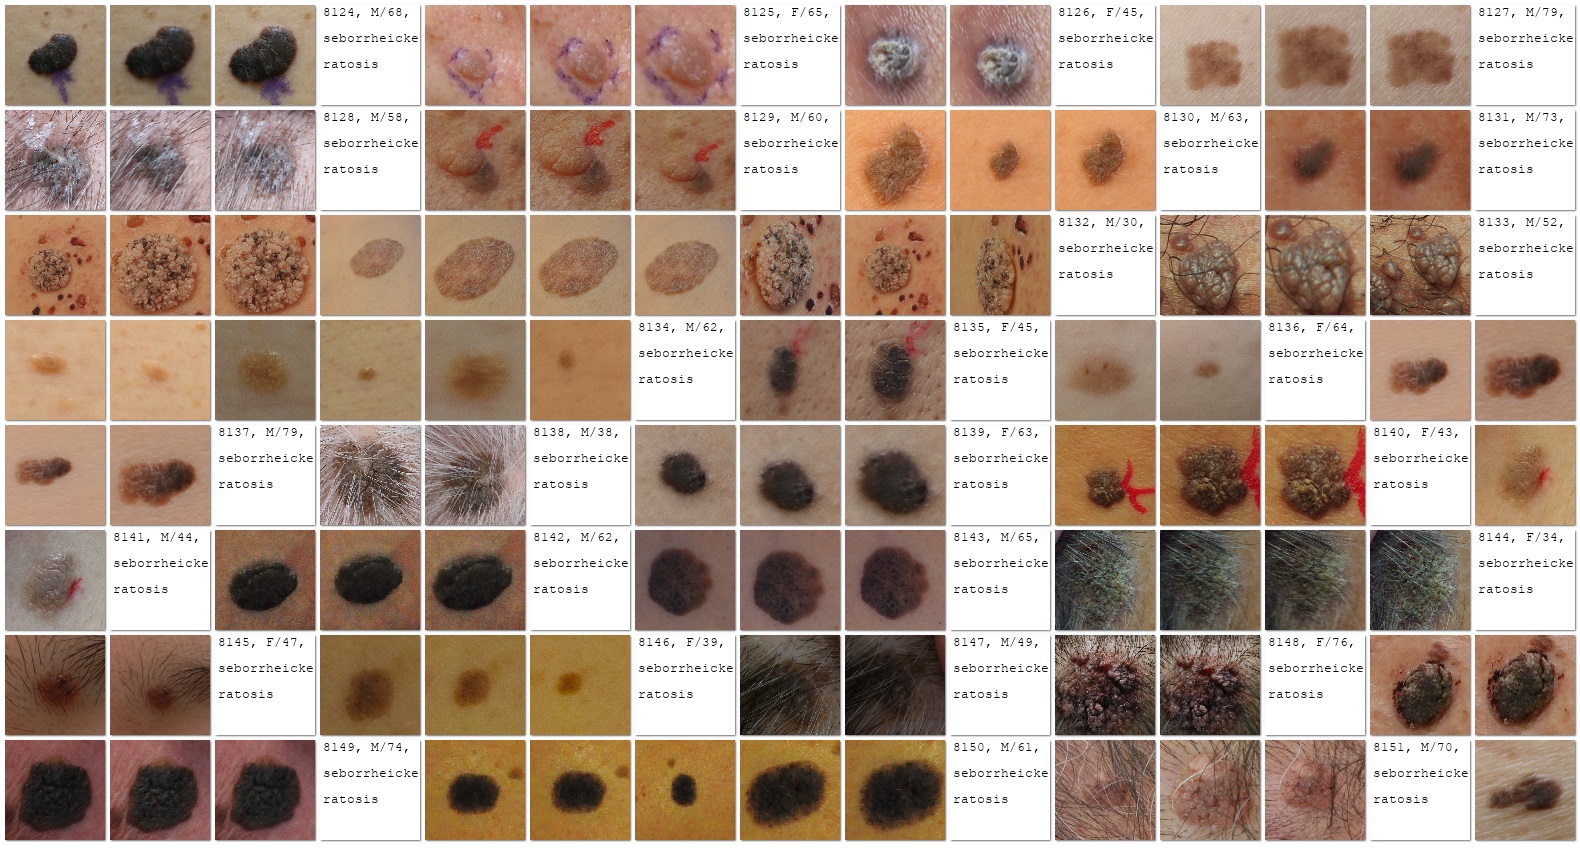 8124, M/68,
seborrheicke
ratosis
8125, F/65,
seborrheicke
ratosis
8126, F/45,
seborrheicke
ratosis
8127, M/79,
seborrheicke
ratosis
8128, M/58,
seborrheicke
ratosis
8129, M/60,
seborrheicke
ratosis
8130, M/63,
seborrheicke
ratosis
8131, M/73,
seborrheicke
ratosis
8132, M/30,
seborrheicke
ratosis
8133, M/52,
seborrheicke
ratosis
8134, M/62,
seborrheicke
ratosis
8135, F/45,
seborrheicke
ratosis
8136, F/64,
seborrheicke
ratosis
8137, M/79,
seborrheicke
ratosis
8138, M/38,
seborrheicke
ratosis
8139, F/63,
seborrheicke
ratosis
8140, F/43,
seborrheicke
ratosis
8141, M/44,
seborrheicke
ratosis
8142, M/62,
seborrheicke
ratosis
8143, M/65,
seborrheicke
ratosis
8144, F/34,
seborrheicke
ratosis
8145, F/47,
seborrheicke
ratosis
8146, F/39,
seborrheicke
ratosis
8147, M/49,
seborrheicke
ratosis
8148, F/76,
seborrheicke
ratosis
8149, M/74,
seborrheicke
ratosis
8150, M/61,
seborrheicke
ratosis
8151, M/70,
seborrheicke
ratosis